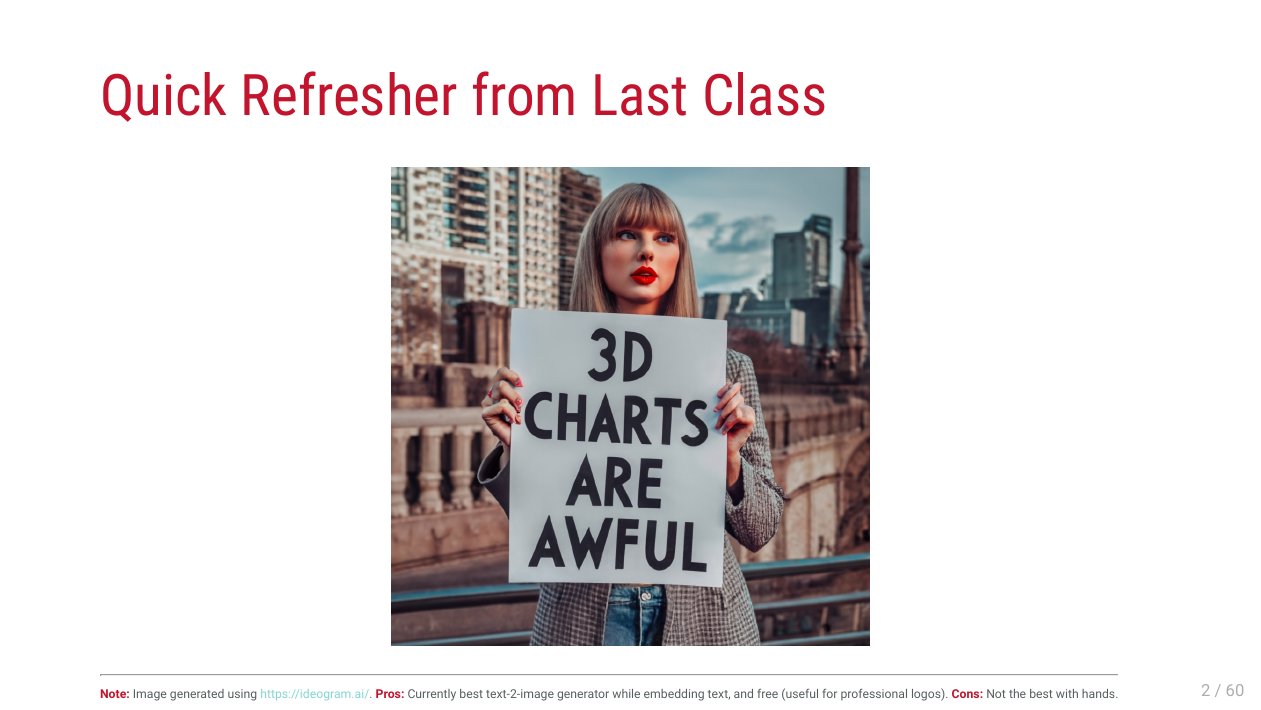 Quick Refresher from Last Class
3D
CHARTS
ARE
AWFUL
Note: Image generated using https://ideogram.ai/. Pros: Currently best text-2-image generator while embedding text, and free (useful for professional logos). Cons: Not the best with hands.
2 / 60